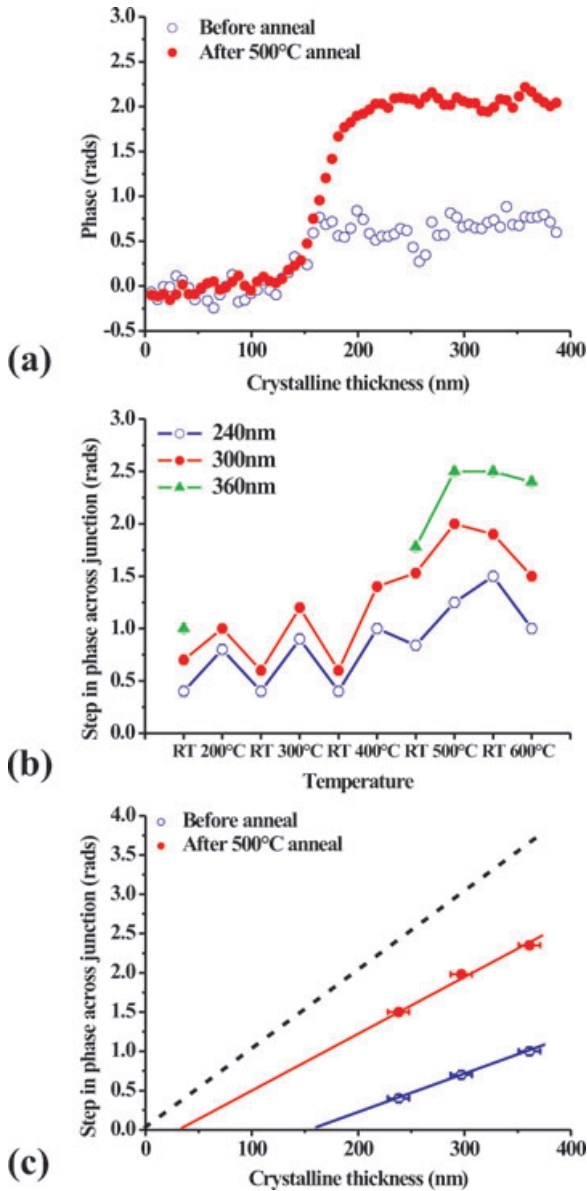 Before anneal
After 500°C anneal
3.0
2.5
2.0
1.5
1.0
0.5
0.0
-0.5
Phase (rads)
0 100 200 300 400
Crystalline thickness (nm)
(a)
240nm
300nm
360nm
3.0
2.5
2.0
1.5
1.0
0.5
0.0
Step in phase across junction (rads)
RT 200°C RT 300°C RT 400°C RT 500°C RT 600°C
Temperature
(b)
Before anneal
After 500°C anneal
4.0
3.5
3.0
2.5
2.0
1.5
1.0
0.5
0.0
Step in phase across junction (rads)
0 100 200 300 400
Crystalline thickness (nm)
(c)